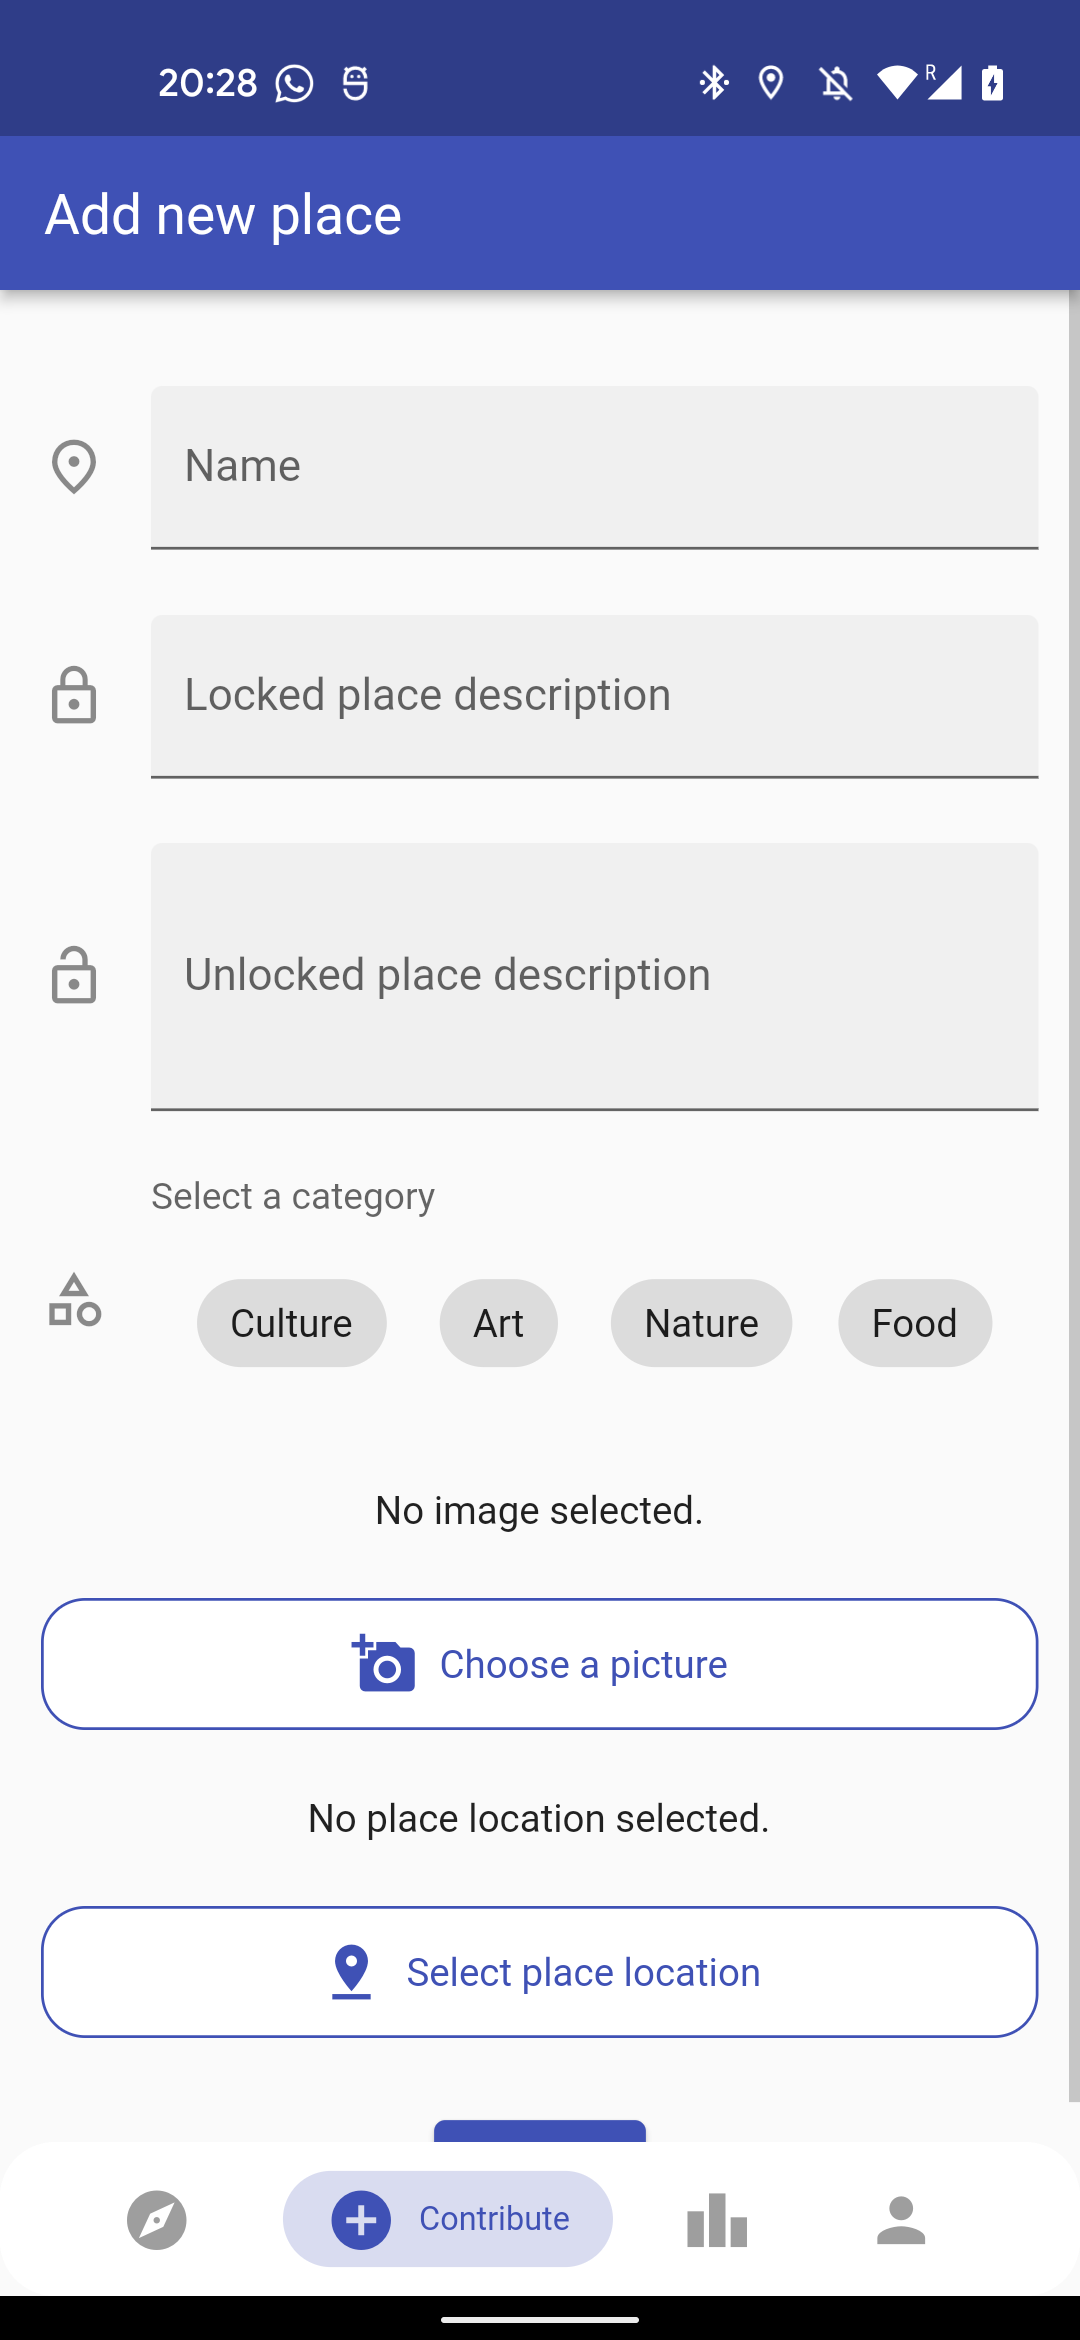 20:28
R
Add new place
Name
Locked place description
Unlocked place description
Select a category
Culture Art Nature Food
No image selected.
Choose a picture
No place location selected.
Select place location
Contribute